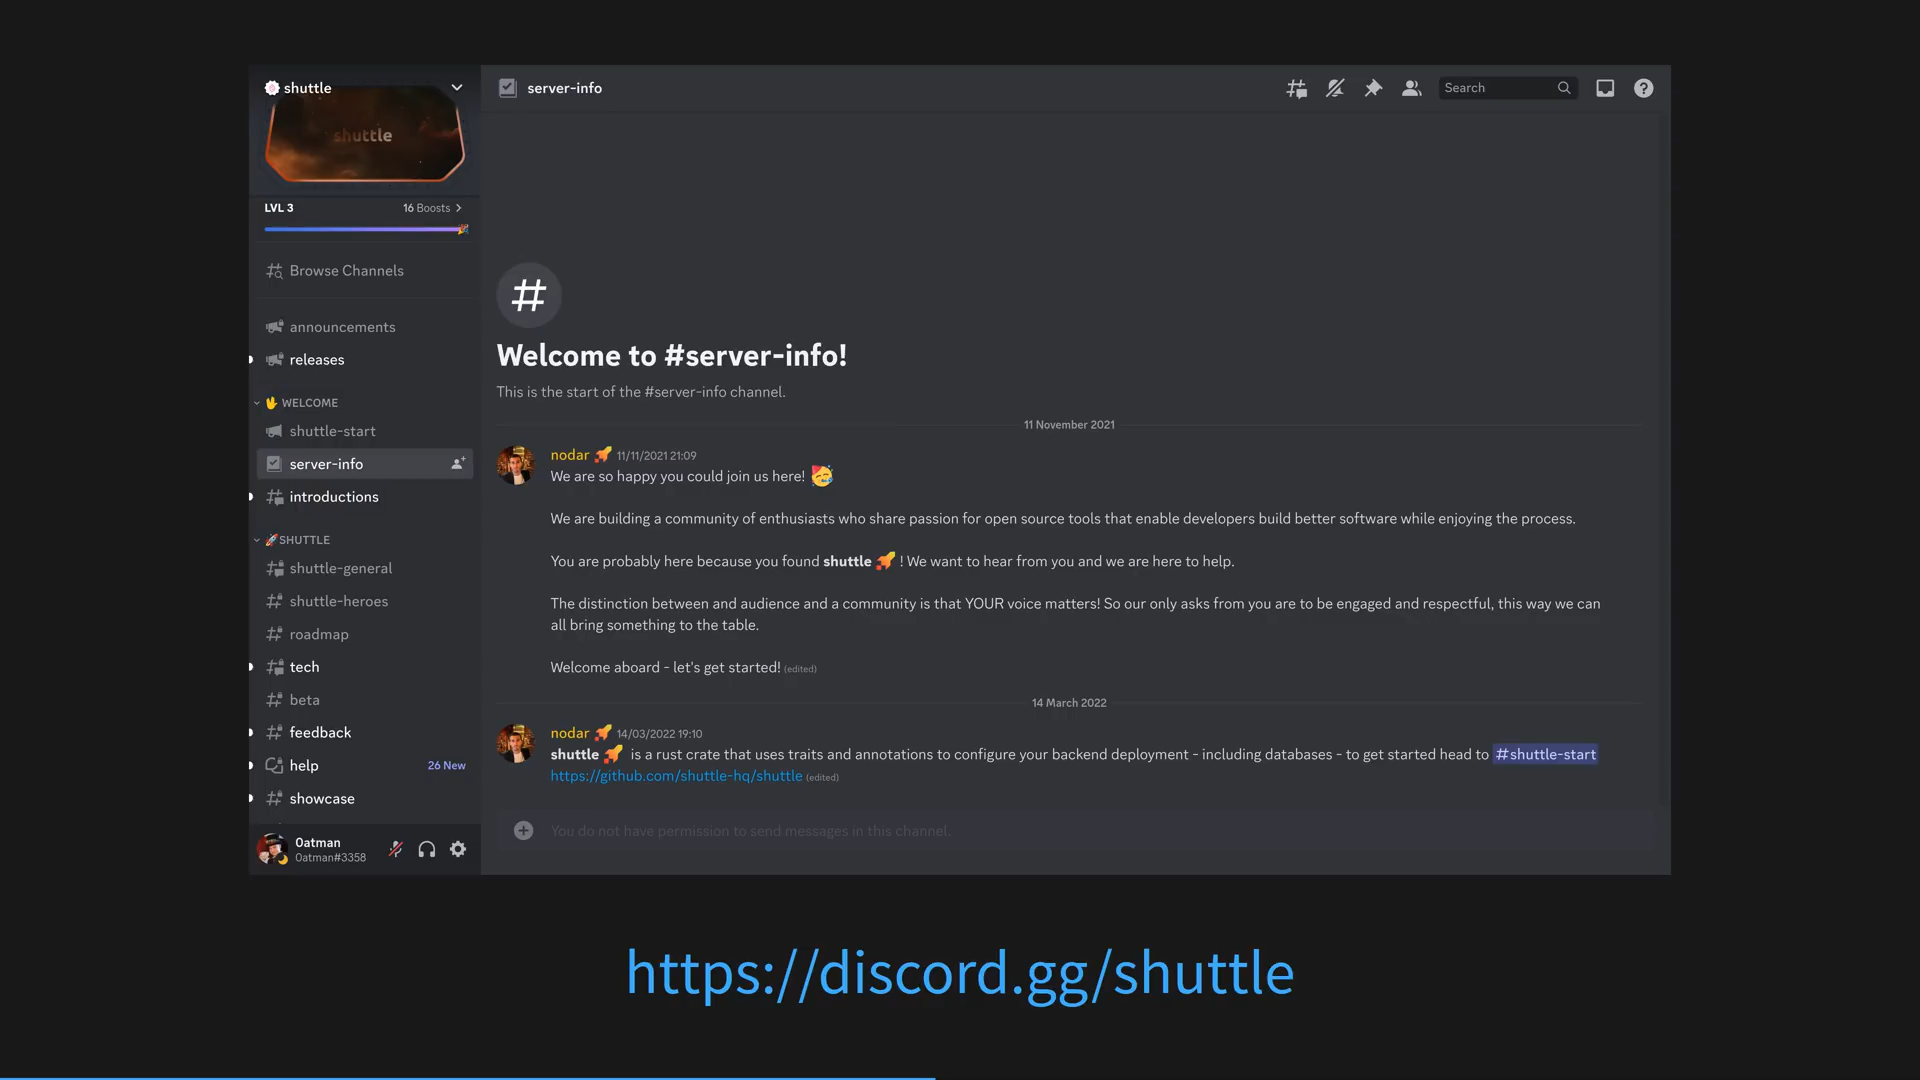 shuttle
shuttle
LVL 3
16 Boosts
Browse Channels
announcements
releases
WELCOME
shuttle-start
server-info
introductions
SHUTTLE
shuttle-general
shuttle-heroes
roadmap
tech
beta
feedback
help
26 New
showcase
0atman
0atman#3358
server-info
Search
#
Welcome to #server-info!
This is the start of the #server-info channel.
11 November 2021
nodar 11/11/2021 21:09
We are so happy you could join us here!
We are building a community of enthusiasts who share passion for open source tools that enable developers build better software while enjoying the process.
You are probably here because you found shuttle ! We want to hear from you and we are here to help.
The distinction between and audience and a community is that YOUR voice matters! So our only asks from you are to be engaged and respectful, this way we can
all bring something to the table.
Welcome aboard - let's get started! (edited)
14 March 2022
nodar 14/03/2022 19:10
shuttle is a rust crate that uses traits and annotations to configure your backend deployment - including databases - to get started head to #shuttle-start
https://github.com/shuttle-hq/shuttle (edited)
You do not have permission to send messages in this channel.
https://discord.gg/shuttle